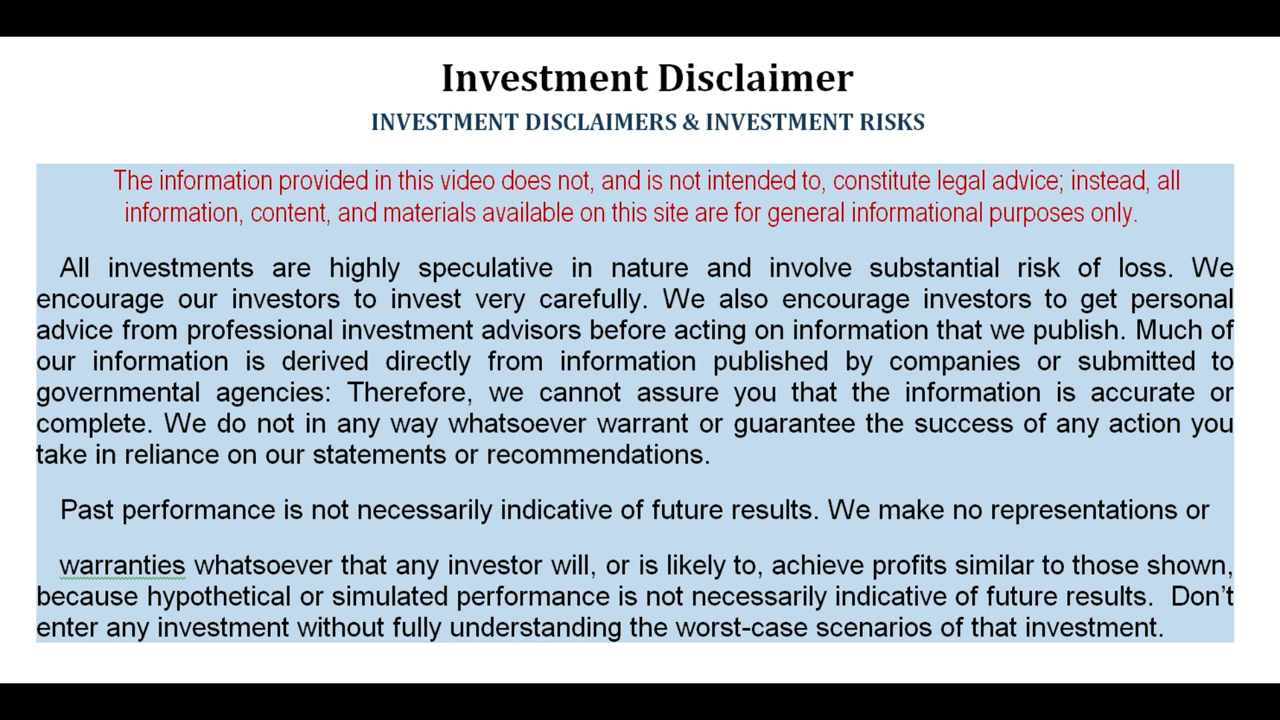 Investment Disclaimer
INVESTMENT DISCLAIMERS & INVESTMENT RISKS
The information provided in this video does not, and is not intended to, constitute legal advice; instead, all
information, content, and materials available on this site are for general informational purposes only.
All investments are highly speculative in nature and involve substantial risk of loss. We
encourage our investors to invest very carefully. We also encourage investors to get personal
advice from professional investment advisors before acting on information that we publish. Much of
our information is derived directly from information published by companies or submitted to
governmental agencies: Therefore, we cannot assure you that the information is accurate or
complete. We do not in any way whatsoever warrant or guarantee the success of any action you
take in reliance on our statements or recommendations.
Past performance is not necessarily indicative of future results. We make no representations or
warranties whatsoever that any investor will, or is likely to, achieve profits similar to those shown,
because hypothetical or simulated performance is not necessarily indicative of future results.  Don’t
enter any investment without fully understanding the worst-case scenarios of that investment.